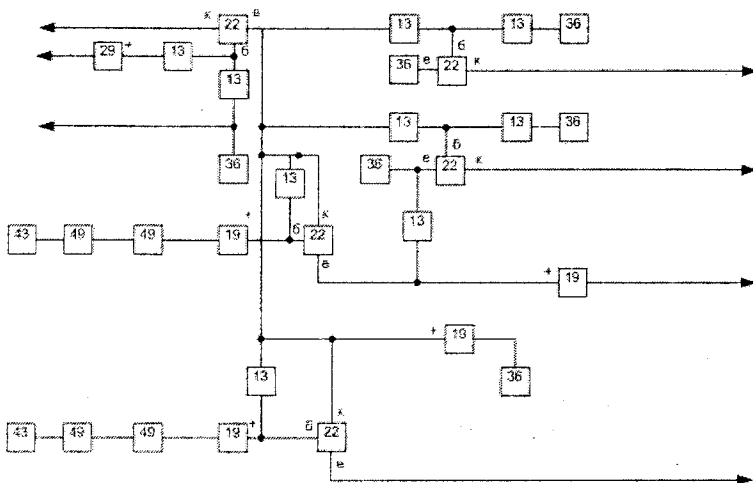 к 22 в 13 13 36
29 + 13 б б
36 е 22 к
13
13 13 36
36 б
36 е 22 к
13
к
13
43 49 49 19 + б 22
е + 19
+ 19
13 36
к
43 49 49 19 + б 22
е